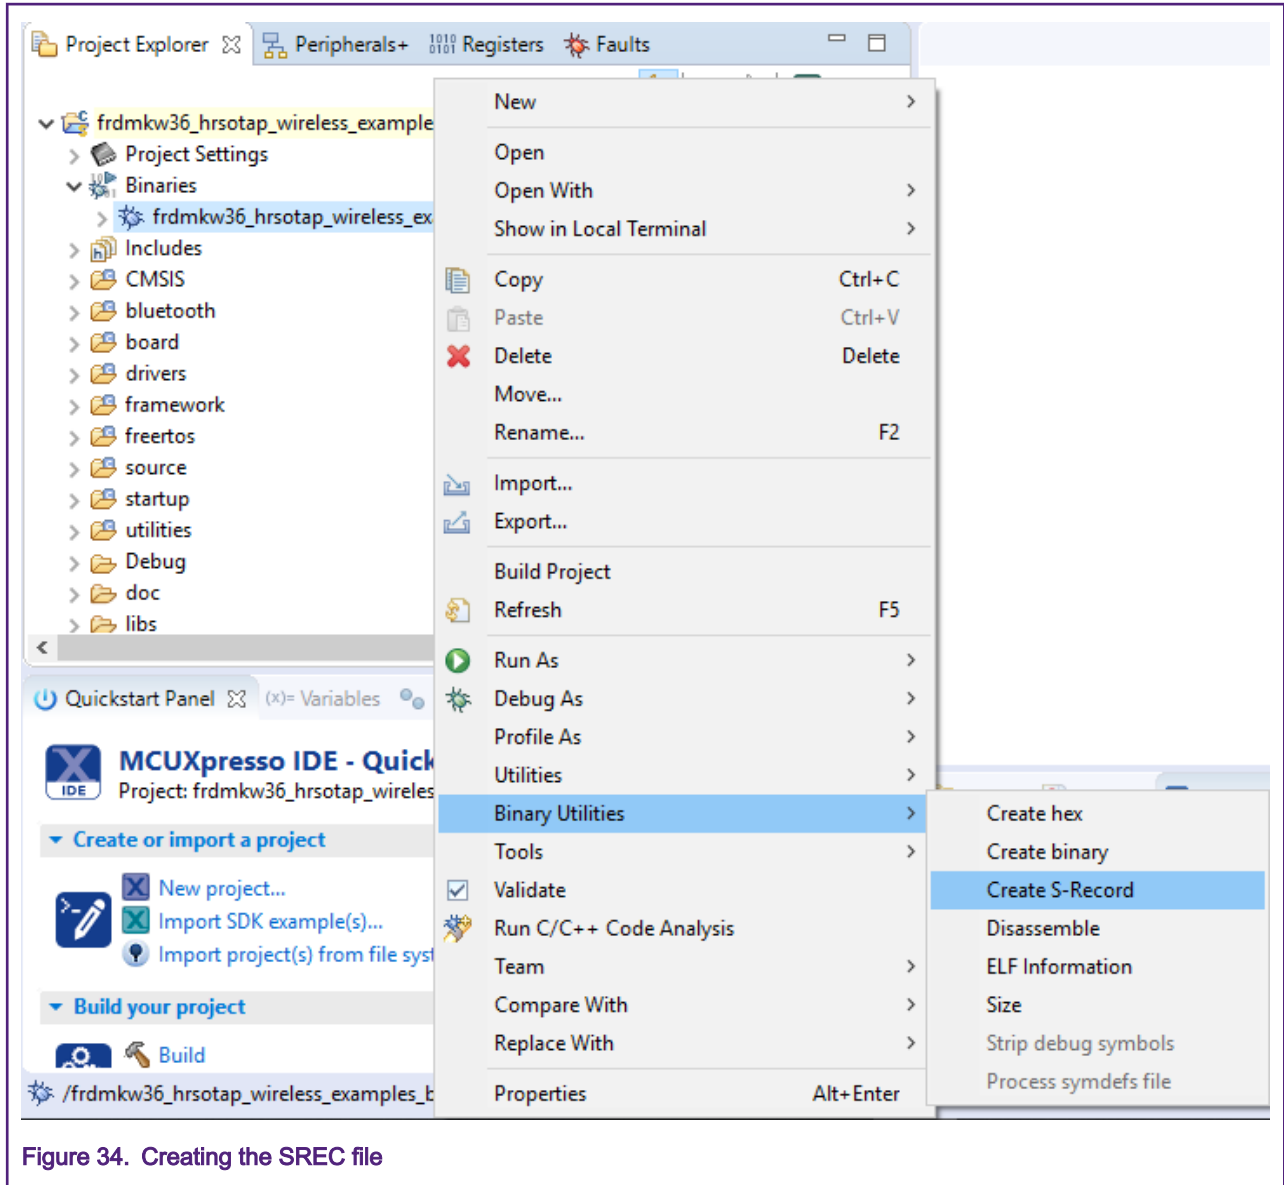 Project Explorer
Peripherals+
1010 0101 Registers
Faults
frdmkw36_hrsotap_wireless_example
Project Settings
Binaries
frdmkw36_hrsotap_wireless_ex
Includes
CMSIS
bluetooth
board
drivers
framework
freertos
source
startup
utilities
Debug
doc
libs
Quickstart Panel
(x)= Variables
IDE
MCUXpresso IDE - Quick
Project: frdmkw36_hrsotap_wireles
Create or import a project
New project...
Import SDK example(s)...
Import project(s) from file syst
Build your project
Build
/frdmkw36_hrsotap_wireless_examples_b
New
Open
Open With
Show in Local Terminal
Copy Ctrl+C
Paste Ctrl+V
Delete Delete
Move...
Rename... F2
Import...
Export...
Build Project
Refresh F5
Run As
Debug As
Profile As
Utilities
Binary Utilities
Tools
Validate
Run C/C++ Code Analysis
Team
Compare With
Replace With
Properties Alt+Enter
Create hex
Create binary
Create S-Record
Disassemble
ELF Information
Size
Strip debug symbols
Process symdefs file
Figure 34. Creating the SREC file